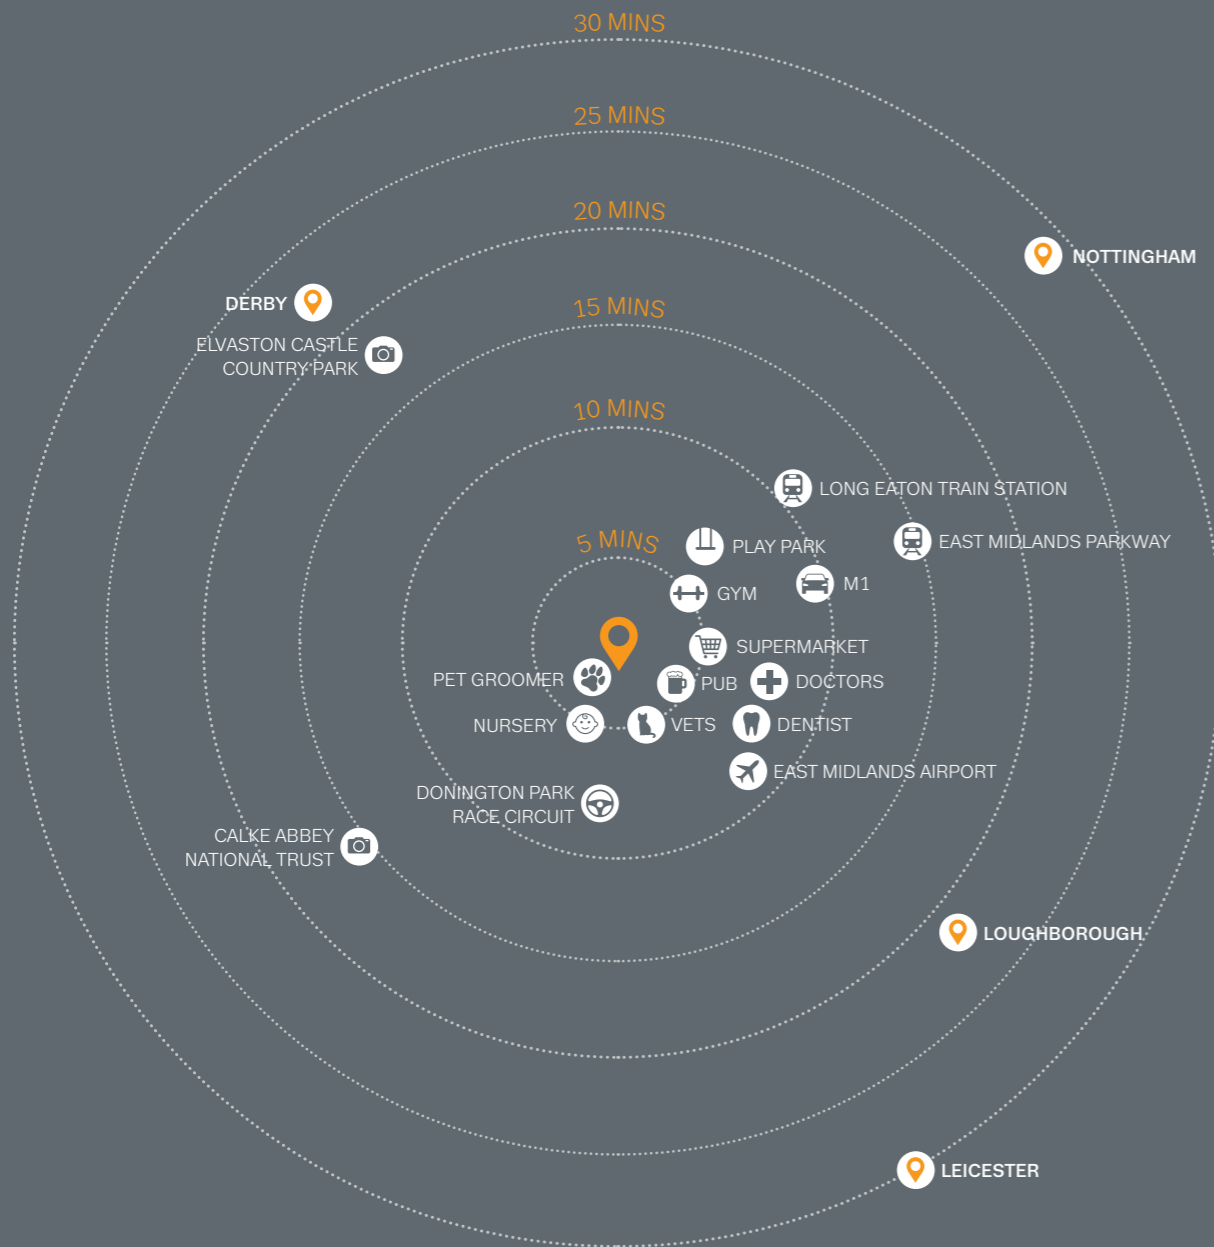 30 MINS
25 MINS
20 MINS
NOTTINGHAM
DERBY
15 MINS
ELVASTON CASTLE
COUNTRY PARK
10 MINS
LONG EATON TRAIN STATION
5 MINS
PLAY PARK
EAST MIDLANDS PARKWAY
GYM
M1
SUPERMARKET
PET GROOMER
PUB
DOCTORS
NURSERY
VETS
DENTIST
EAST MIDLANDS AIRPORT
DONINGTON PARK
RACE CIRCUIT
CALKE ABBEY
NATIONAL TRUST
LOUGHBOROUGH
LEICESTER